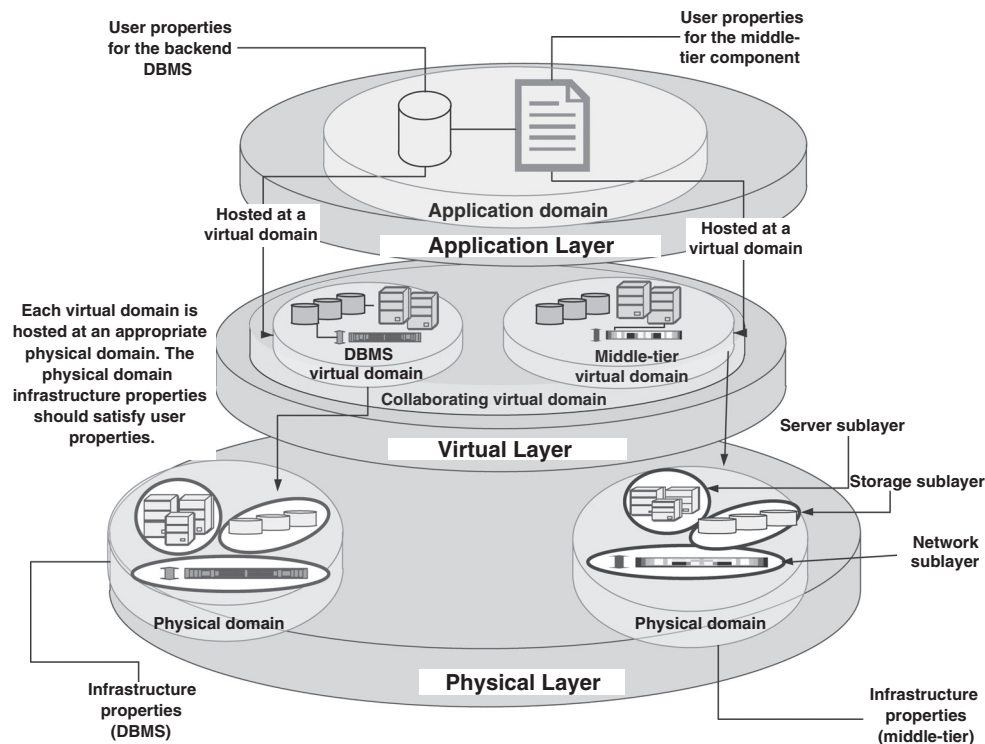 User properties
for the backend
DBMS
User properties
for the middle-
tier component
Application domain
Hosted at a
virtual domain
Application Layer
Hosted at a
virtual domain
Each virtual domain is
hosted at an appropriate
physical domain. The
physical domain
infrastructure properties
should satisfy user
properties.
DBMS
virtual domain
Middle-tier
virtual domain
Collaborating virtual domain
Virtual Layer
Server sublayer
Storage sublayer
Network
sublayer
Physical domain
Physical domain
Physical Layer
Infrastructure
properties
(DBMS)
Infrastructure
properties
(middle-tier)